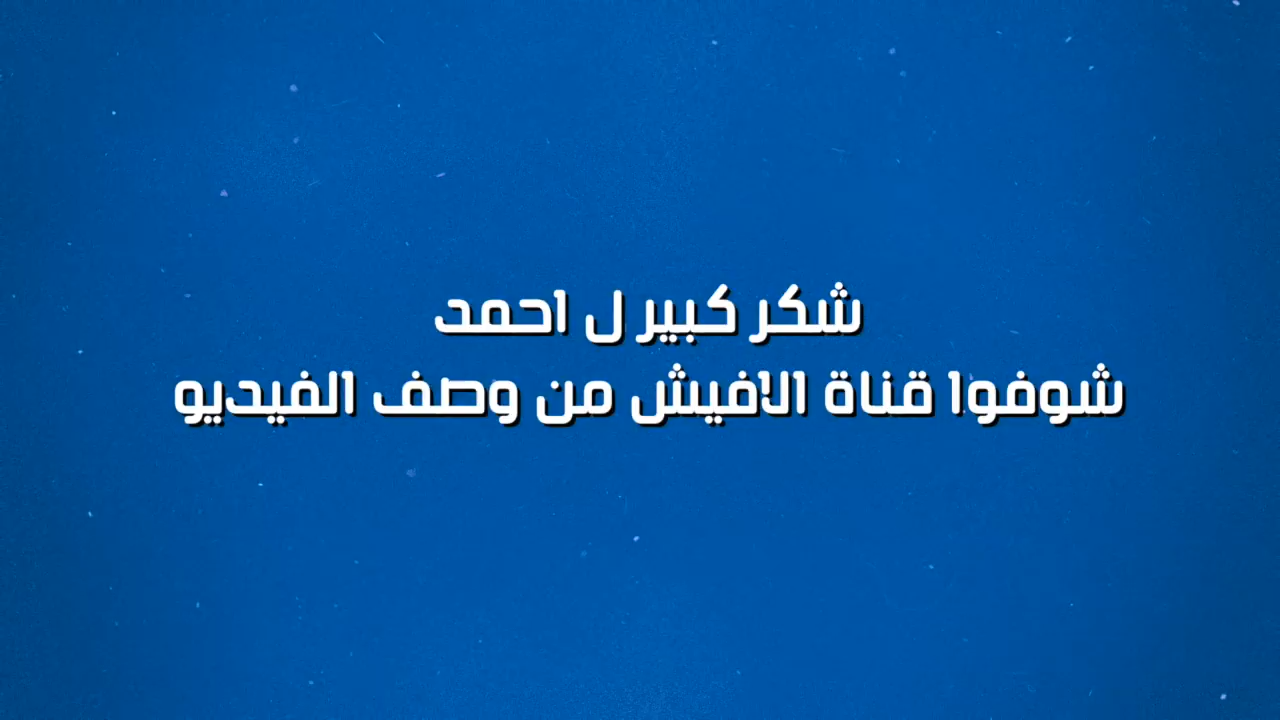 شكر كبير ل احمد
شوفوا قناة الافيش من وصف الفيديو